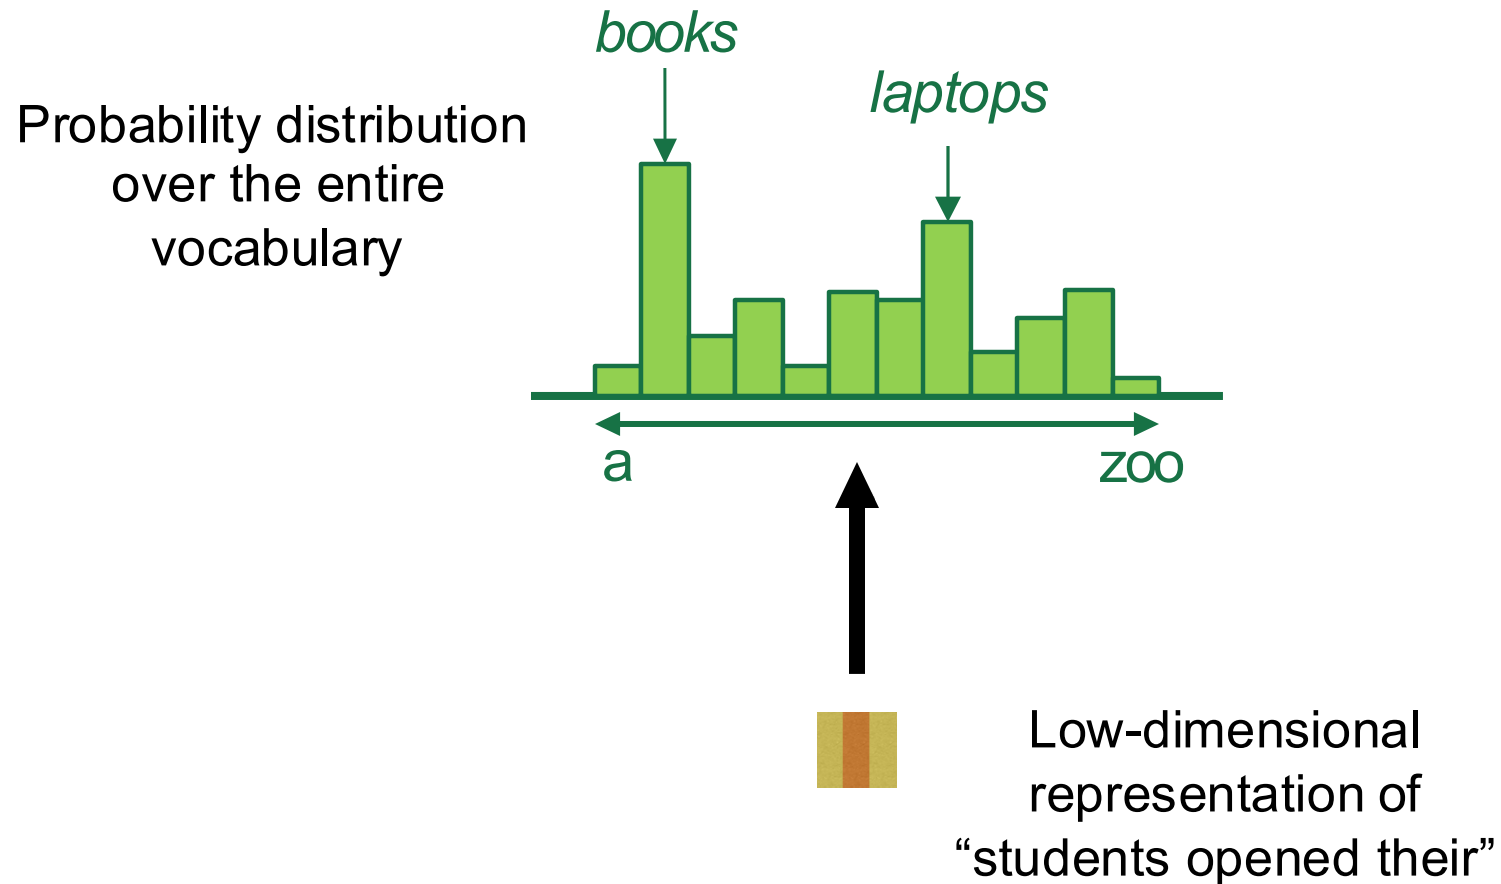 books
laptops
Probability distribution
over the entire
vocabulary
a
zoo
Low-dimensional
representation of
“students opened their”